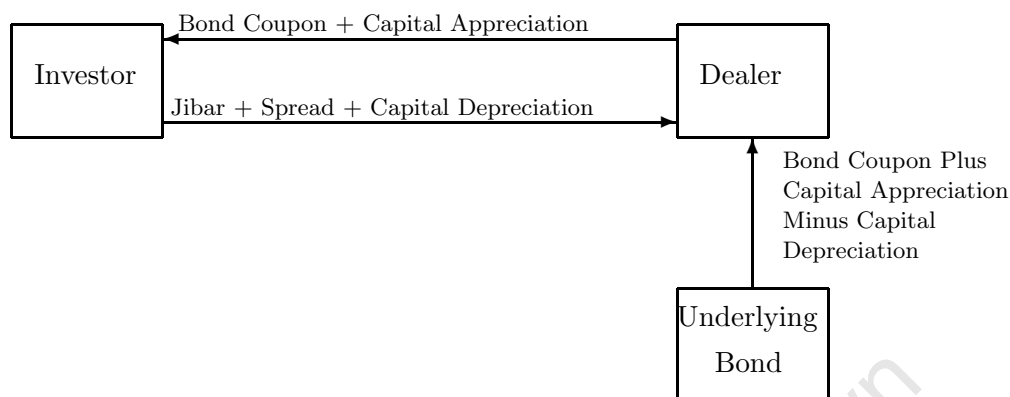 Bond Coupon + Capital Appreciation
Investor
Dealer
Jibar + Spread + Capital Depreciation
Bond Coupon Plus
Capital Appreciation
Minus Capital
Depreciation
Underlying
Bond